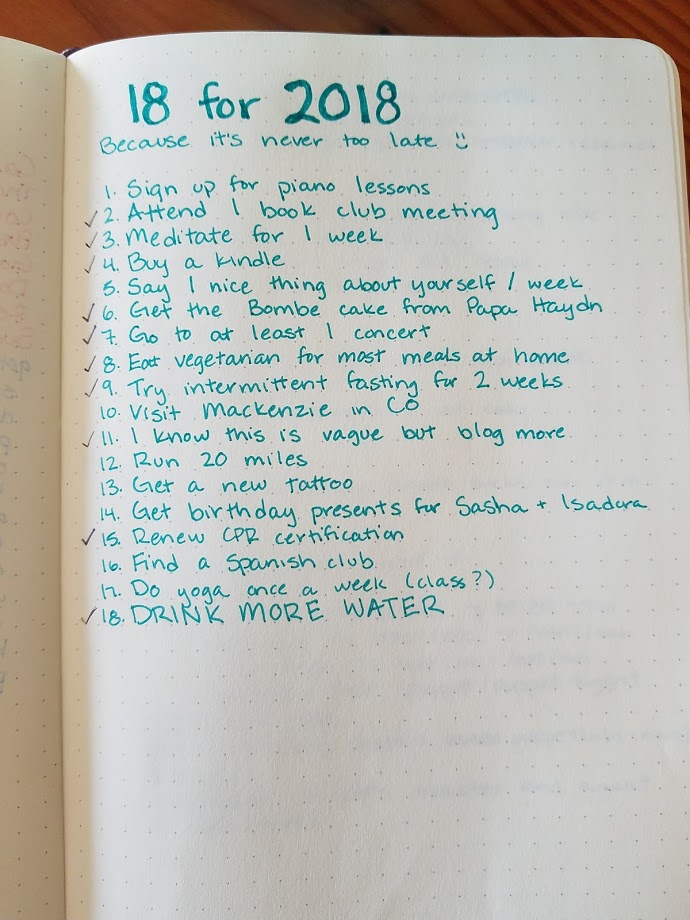 18 for 2018
Because it's never too late
1. Sign up for piano lessons
✓ 2. Attend 1 book club meeting
✓ 3. Meditate for 1 week
✓ 4. Buy a kindle
5. Say 1 nice thing about yourself / week
✓ 6. Get the Bombe cake from Papa Haydn
✓ 7. Go to at least 1 concert
✓ 8. Eat vegetarian for most meals at home
✓ 9. Try intermittent fasting for 2 weeks
10. Visit Mackenzie in CO
✓ 11. I know this is vague but blog more
12. Run 20 miles
13. Get a new tattoo
14. Get birthday presents for Sasha + Isadora
✓ 15. Renew CPR certification
16. Find a Spanish club
17. Do yoga once a week (class?)
✓ 18. DRINK MORE WATER